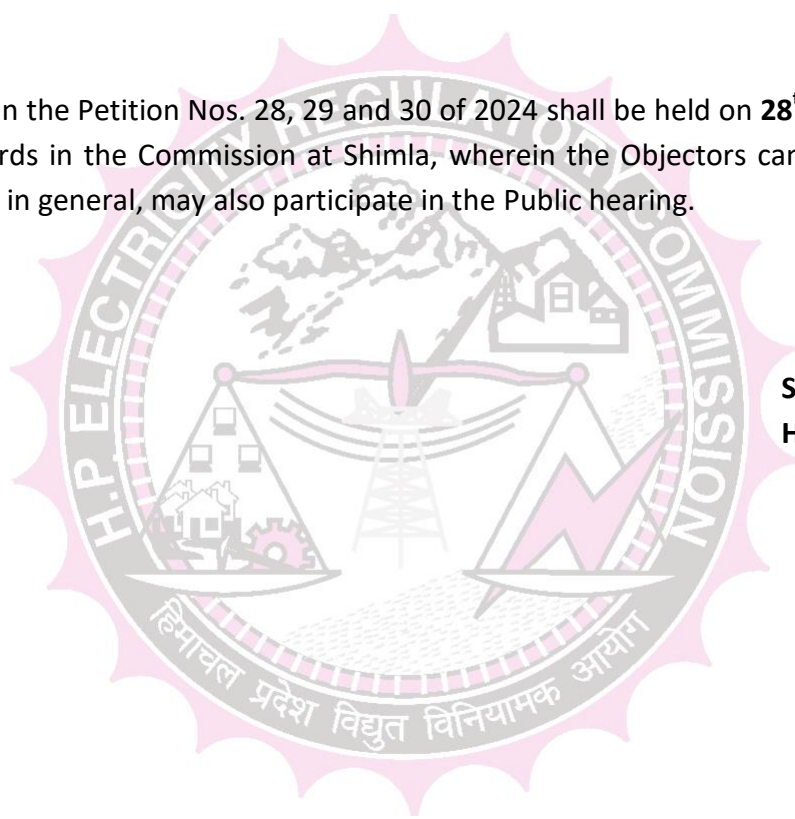 n the Petition Nos. 28, 29 and 30 of 2024 shall be held on 28
rds in the Commission at Shimla, wherein the Objectors can
in general, may also participate in the Public hearing.
S
H
H.P ELECTRICITY REGULATORY COMMISSION
हिमाचल प्रदेश विद्युत विनियामक आयोग